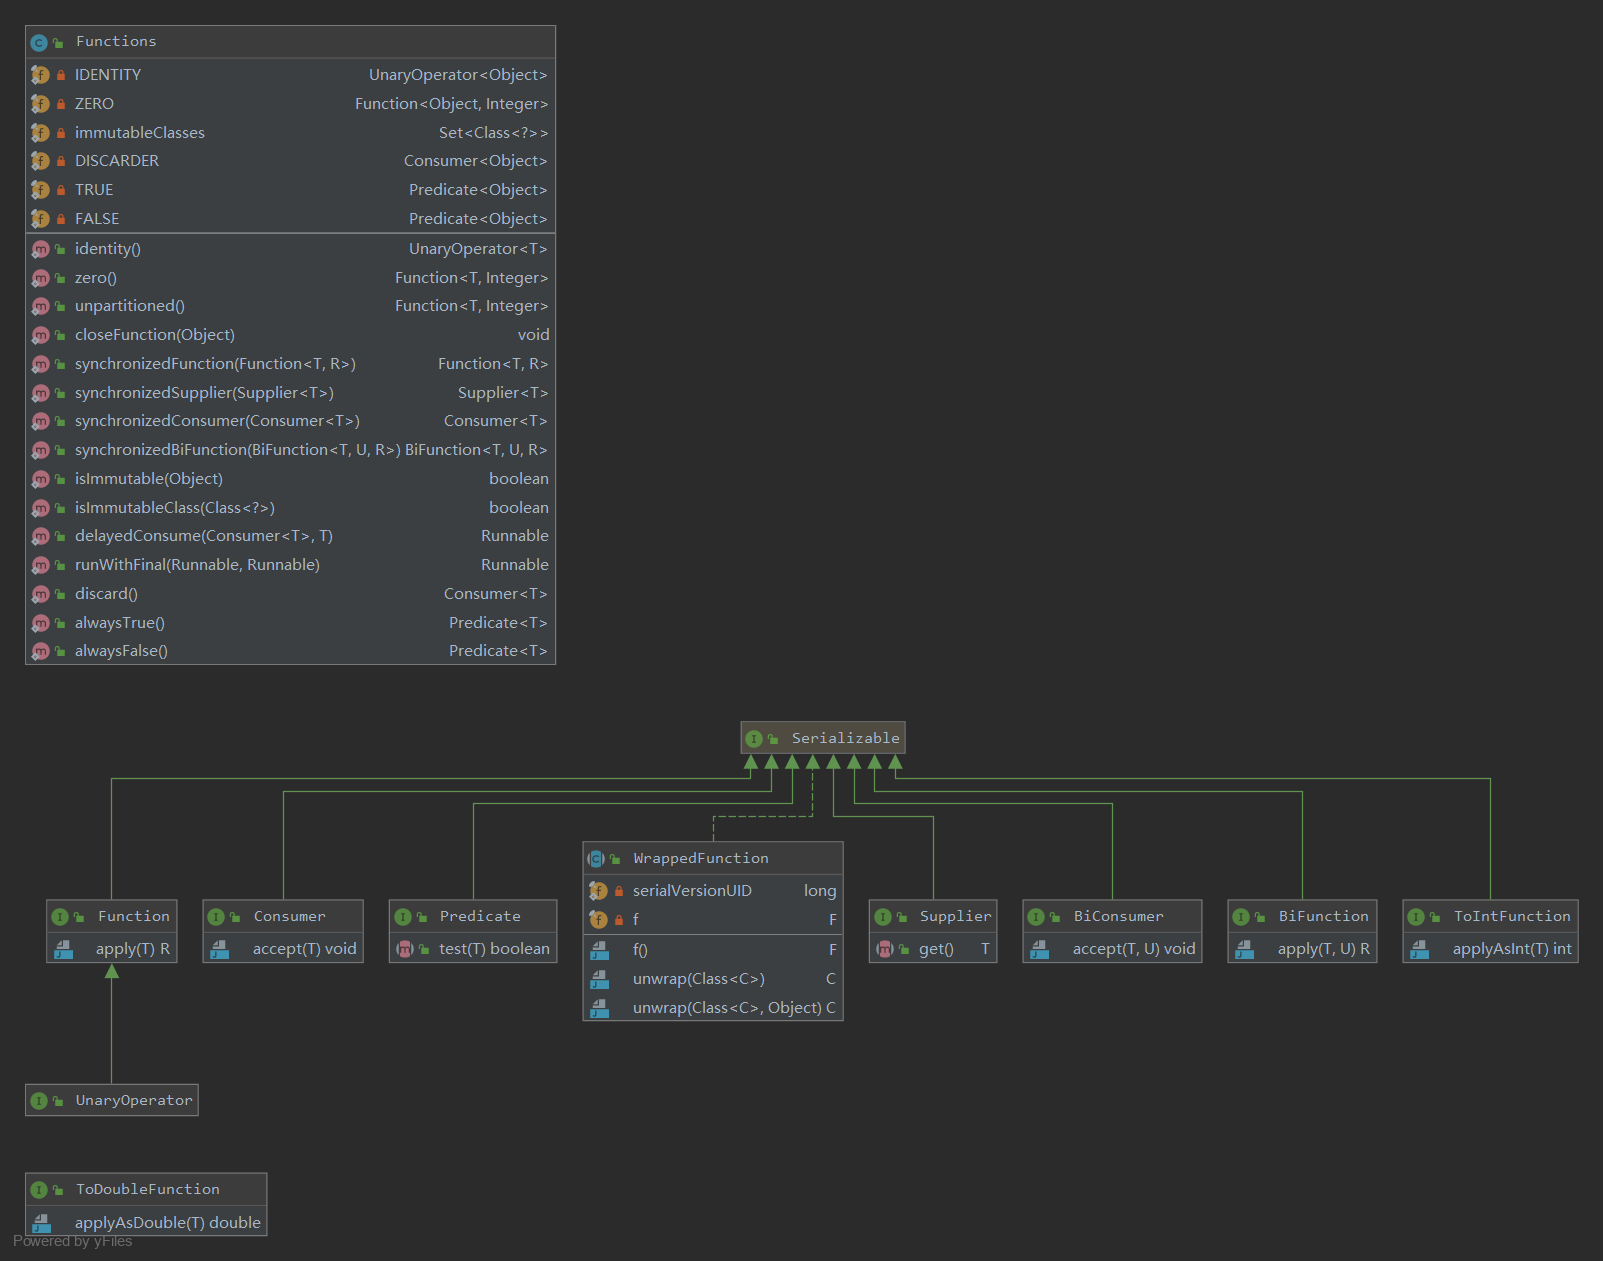 Functions
IDENTITY UnaryOperator<Object>
ZERO Function<Object, Integer>
immutableClasses Set<Class<?>>
DISCARDER Consumer<Object>
TRUE Predicate<Object>
FALSE Predicate<Object>
identity() UnaryOperator<T>
zero() Function<T, Integer>
unpartitioned() Function<T, Integer>
closeFunction(Object) void
synchronizedFunction(Function<T, R>) Function<T, R>
synchronizedSupplier(Supplier<T>) Supplier<T>
synchronizedConsumer(Consumer<T>) Consumer<T>
synchronizedBiFunction(BiFunction<T, U, R>) BiFunction<T, U, R>
isImmutable(Object) boolean
isImmutableClass(Class<?>) boolean
delayedConsume(Consumer<T>, T) Runnable
runWithFinal(Runnable, Runnable) Runnable
discard() Consumer<T>
alwaysTrue() Predicate<T>
alwaysFalse() Predicate<T>
Serializable
WrappedFunction
serialVersionUID long
f F
f() F
unwrap(Class<C>) C
unwrap(Class<C>, Object) C
Function
apply(T) R
Consumer
accept(T) void
Predicate
test(T) boolean
Supplier
get() T
BiConsumer
accept(T, U) void
BiFunction
apply(T, U) R
ToIntFunction
applyAsInt(T) int
UnaryOperator
ToDoubleFunction
applyAsDouble(T) double
Powered by yFiles